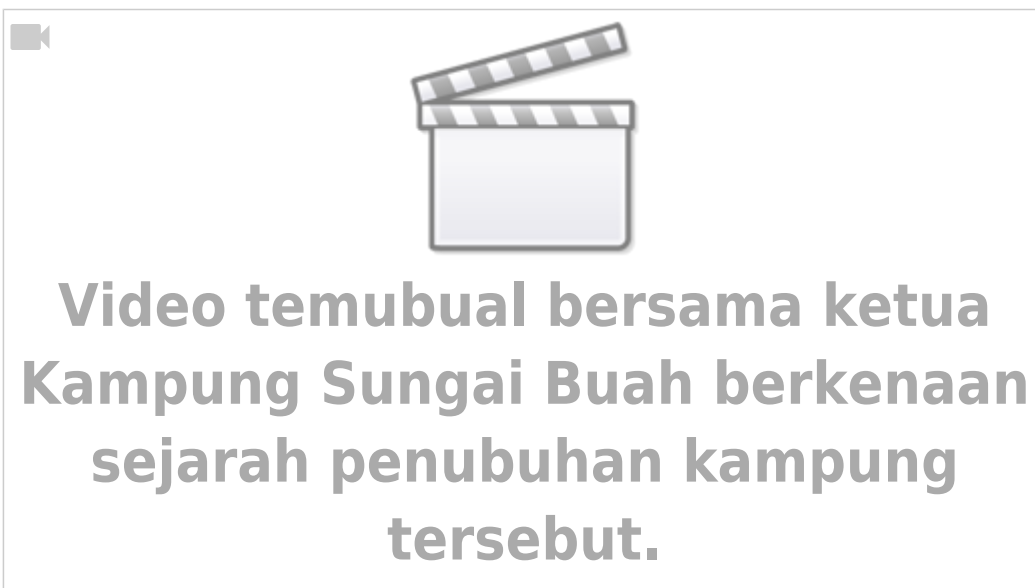 Video temubual bersama ketua
Kampung Sungai Buah berkenaan
sejarah penubuhan kampung
tersebut.